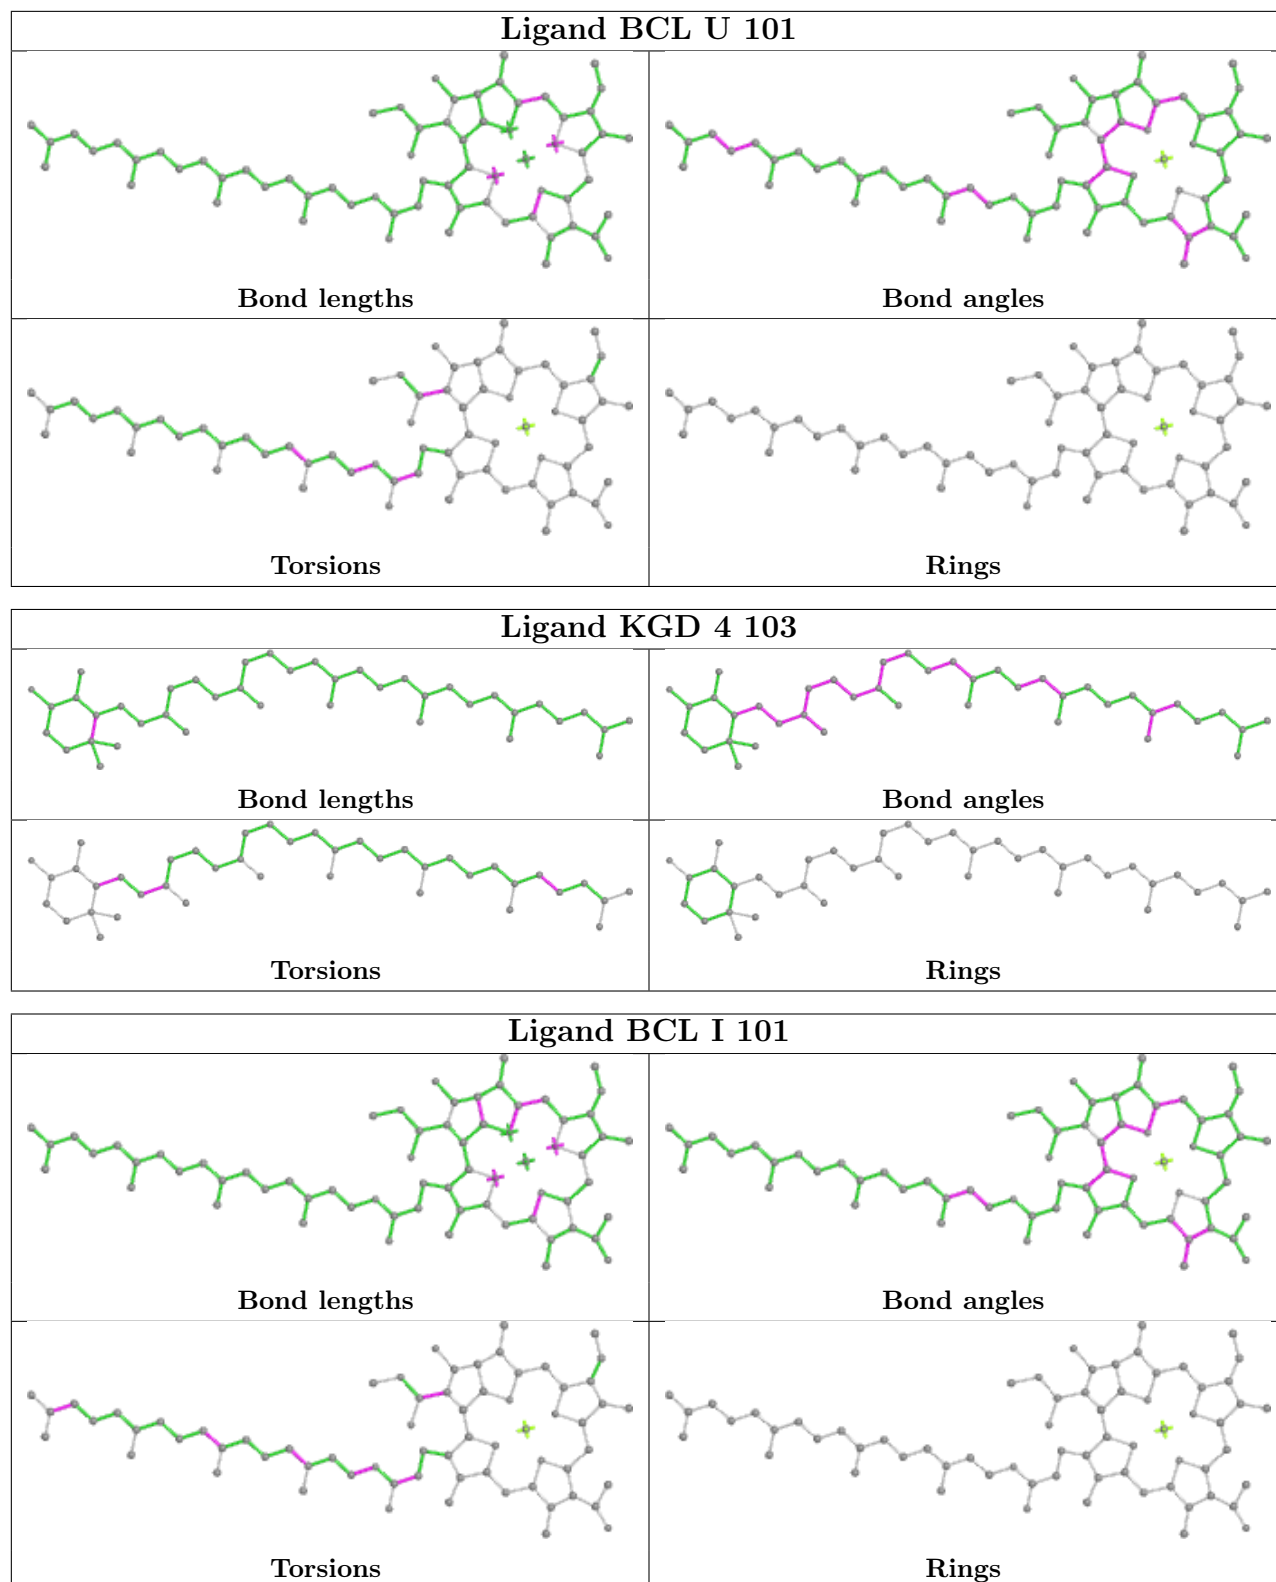 Ligand BCL U 101
Bond lengths
Bond angles
Torsions
Rings
Ligand KGD 4 103
Bond lengths
Bond angles
Torsions
Rings
Ligand BCL I 101
Bond lengths
Bond angles
Torsions
Rings